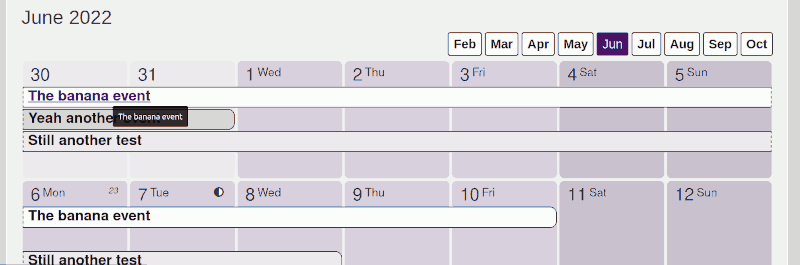 June 2022
Feb Mar Apr May Jun Jul Aug Sep Oct
30 31 1 Wed 2 Thu 3 Fri 4 Sat 5 Sun
The banana event
Yeah another
The banana event
Still another test
6 Mon 23 7 Tue 8 Wed 9 Thu 10 Fri 11 Sat 12 Sun
The banana event
Still another test